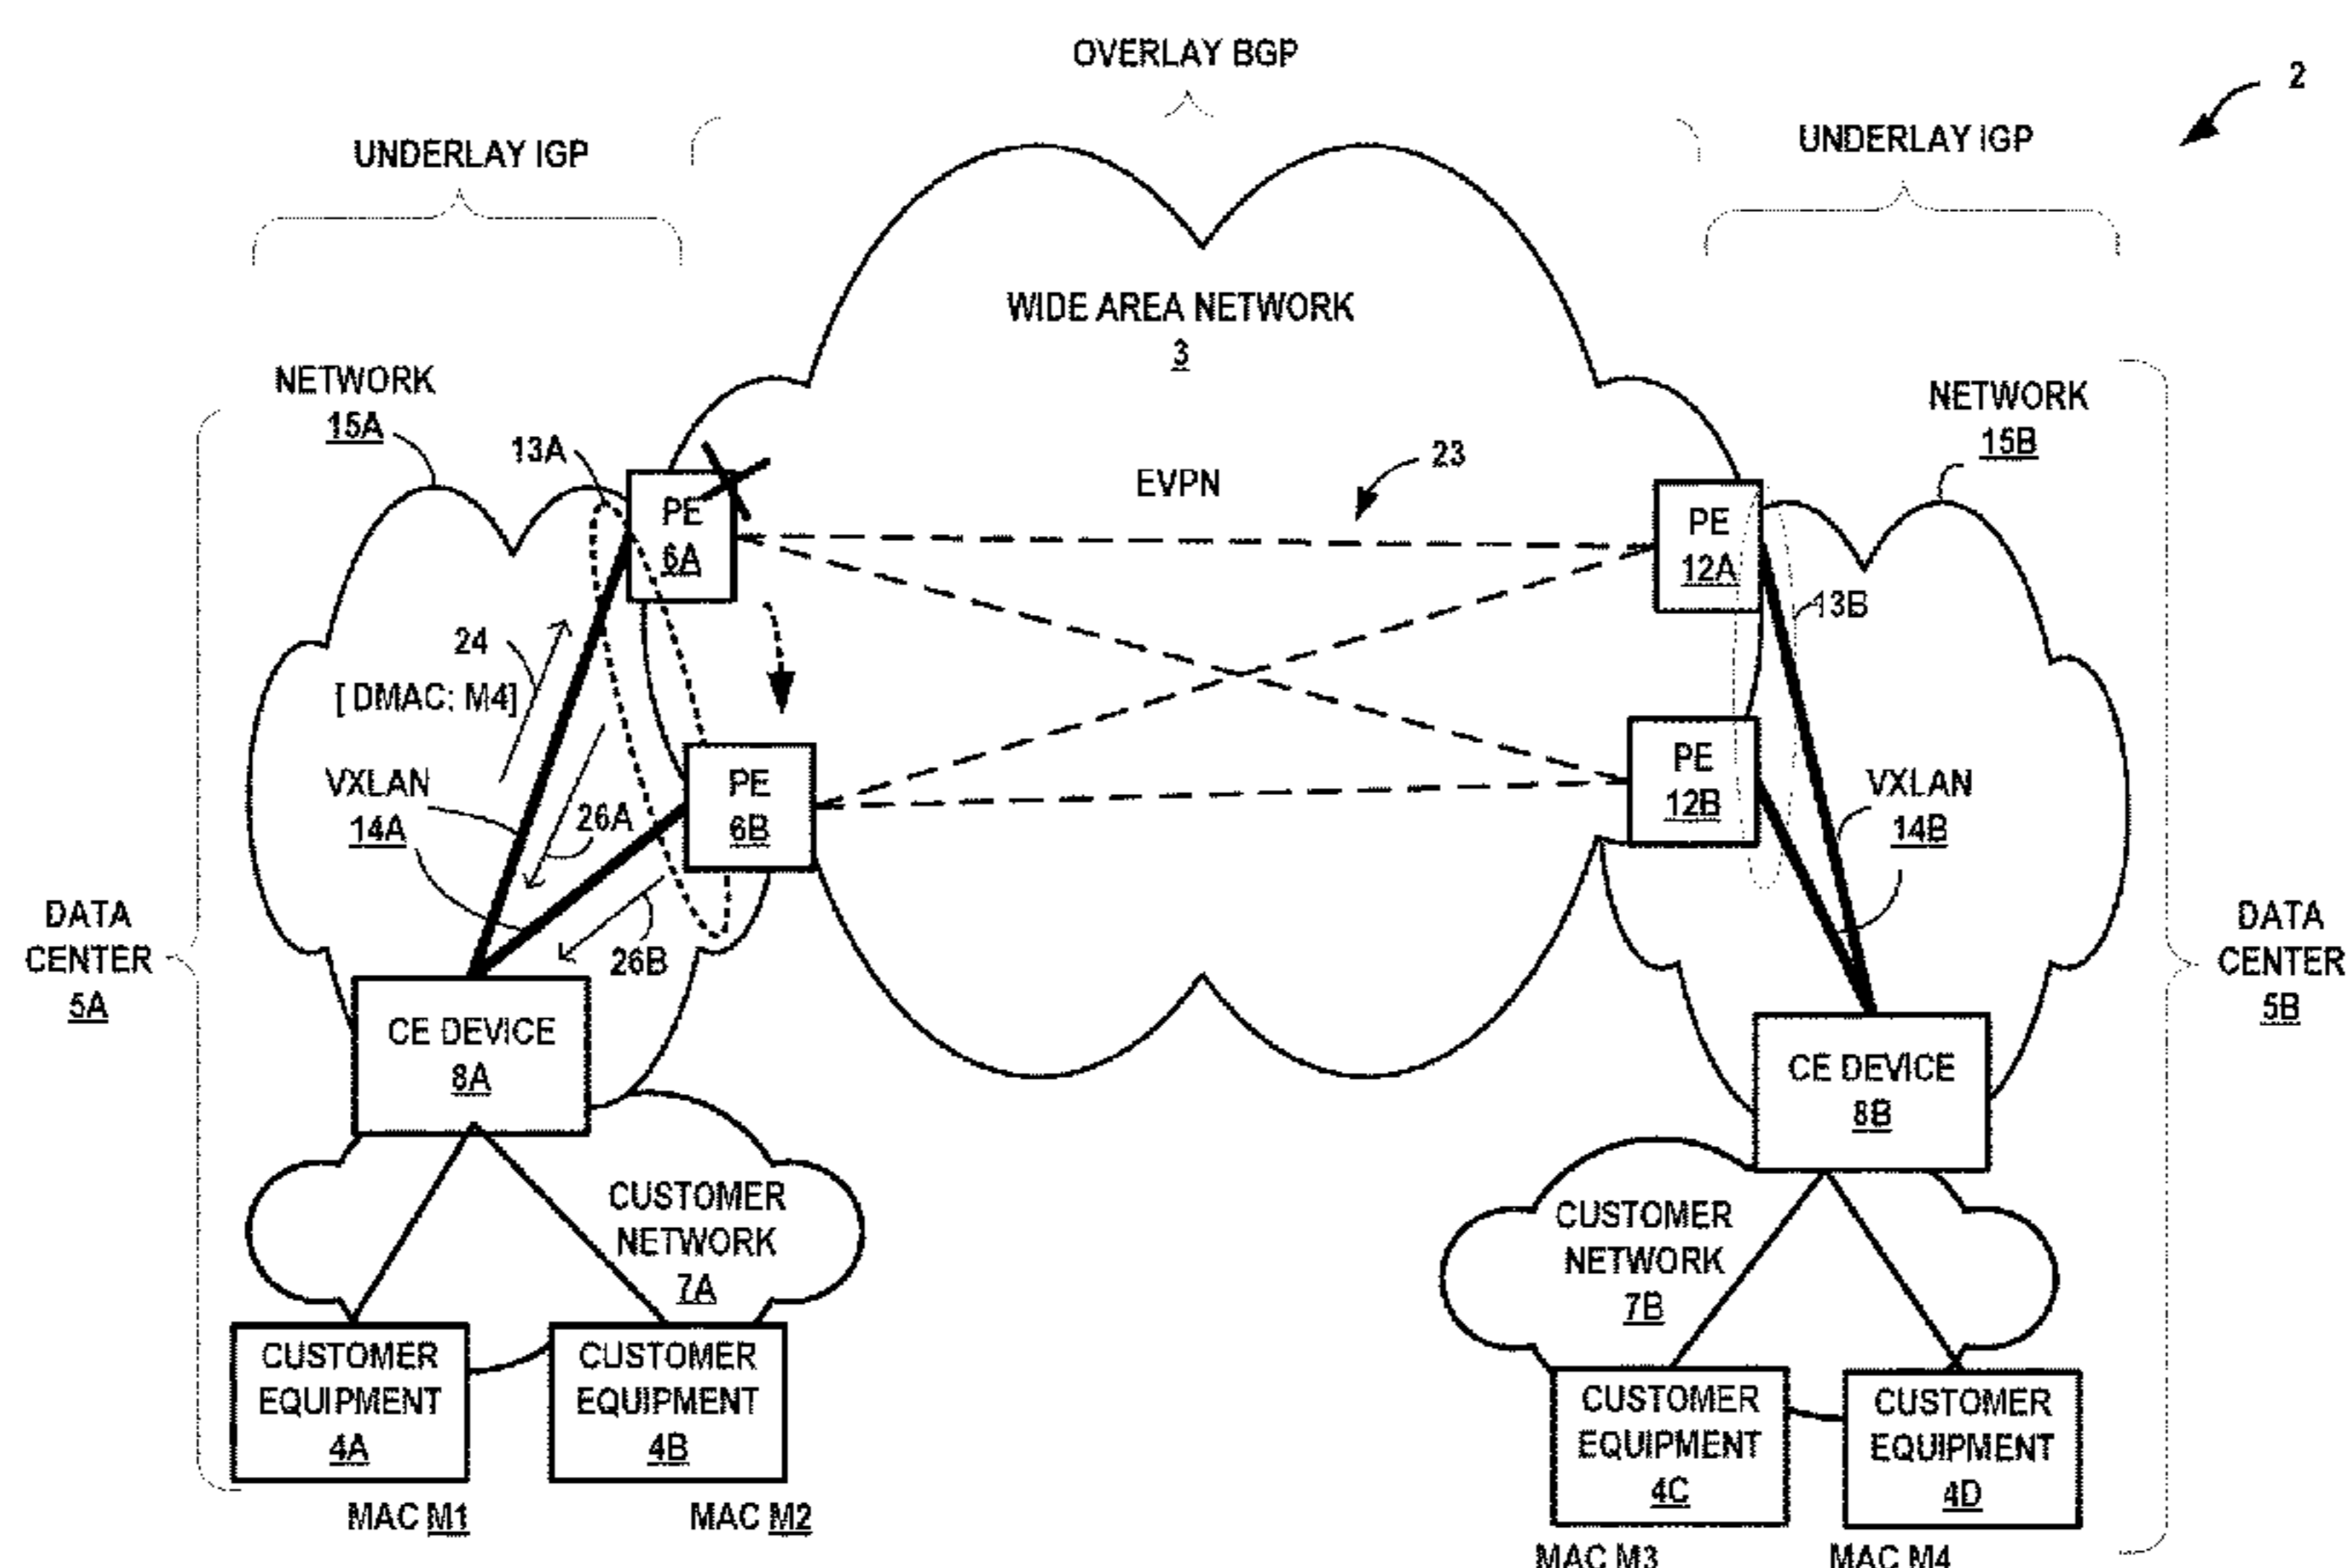 OVERLAY BGP
2
UNDERLAY IGP
UNDERLAY IGP
WIDE AREA NETWORK
3
NETWORK
15A
NETWORK
15B
13A
EVPN
23
PE
6A
PE
12A
13B
24
[DMAC: M4]
PE
6B
PE
12B
VXLAN
14A
VXLAN
14B
26A
26B
DATA
CENTER
5A
DATA
CENTER
5B
CE DEVICE
8A
CE DEVICE
8B
CUSTOMER
NETWORK
7A
CUSTOMER
NETWORK
7B
CUSTOMER
EQUIPMENT
4A
CUSTOMER
EQUIPMENT
4B
CUSTOMER
EQUIPMENT
4C
CUSTOMER
EQUIPMENT
4D
MAC M1
MAC M2
MAC M3
MAC M4